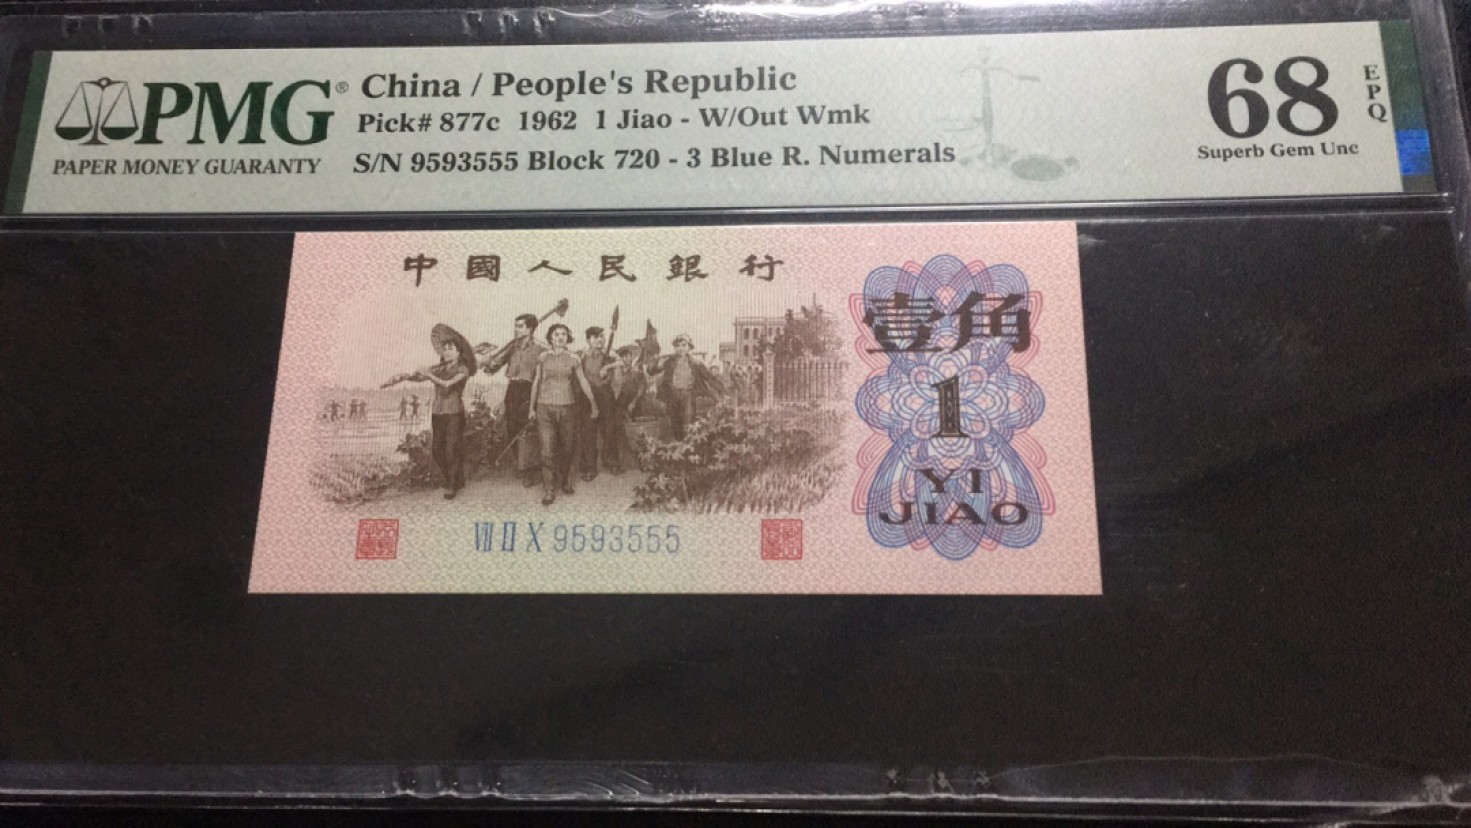 PMG®
PAPER MONEY GUARANTY
China / People's Republic
Pick# 877c 1962 1 Jiao - W/Out Wmk
S/N 9593555 Block 720 - 3 Blue R. Numerals
68
EPQ
Superb Gem Unc
中國人民銀行
壹角
1
YI
JIAO
VIII II X 9593555